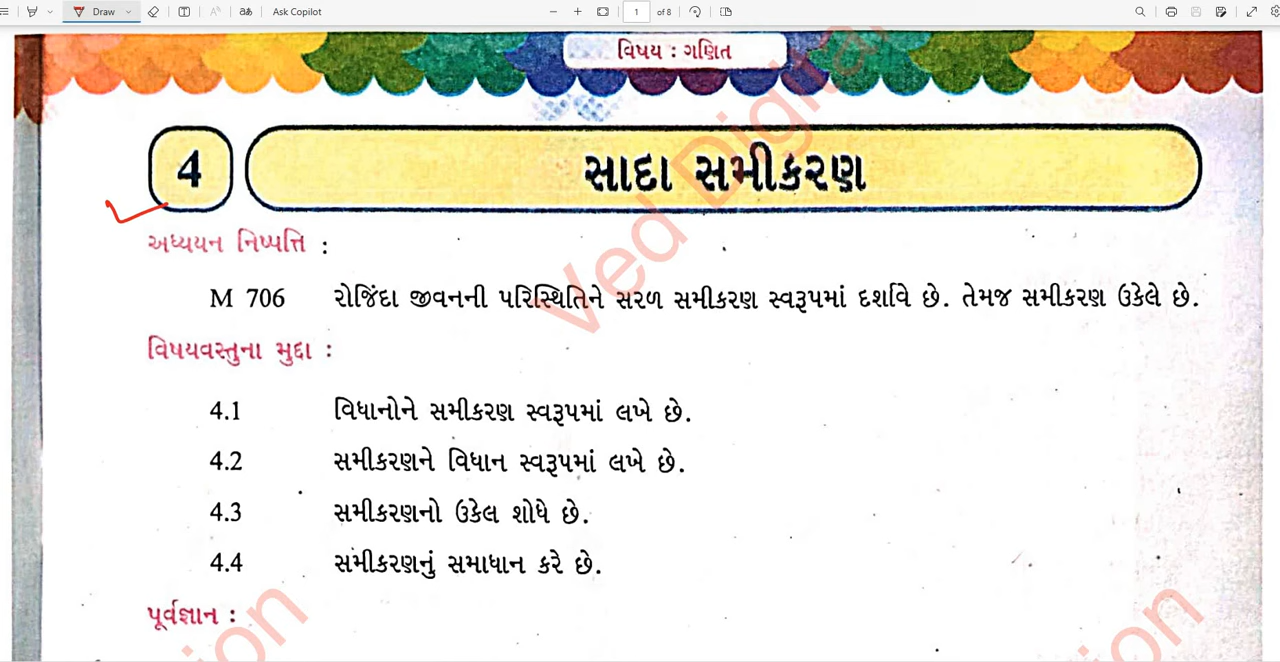 Draw
Ask Copilot
1 of 8
વિષય : ગણિત
4 સાદા સમીકરણ
અધ્યયન નિષ્પત્તિ :
M 706 રોજિંદા જીવનની પરિસ્થિતિને સરળ સમીકરણ સ્વરૂપમાં દર્શાવે છે. તેમજ સમીકરણ ઉકેલે છે.
વિષયવસ્તુના મુદ્દા :
4.1 વિધાનોને સમીકરણ સ્વરૂપમાં લખે છે.
4.2 સમીકરણને વિધાન સ્વરૂપમાં લખે છે.
4.3 સમીકરણનો ઉકેલ શોધે છે.
4.4 સમીકરણનું સમાધાન કરે છે.
પૂર્વજ્ઞાન :
Ved Digital